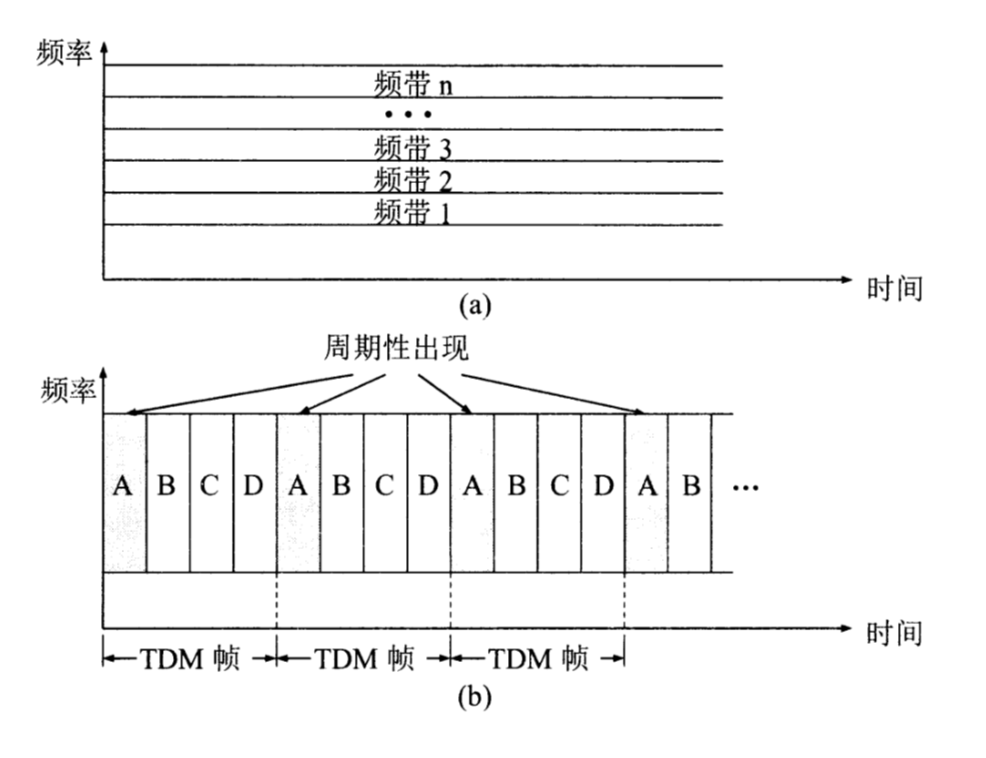 频率
频带 n
•••
频带 3
频带 2
频带 1
时间
(a)
周期性出现
频率
A B C D A B C D A B C D A B ···
时间
TDM 帧 TDM 帧 TDM 帧
(b)